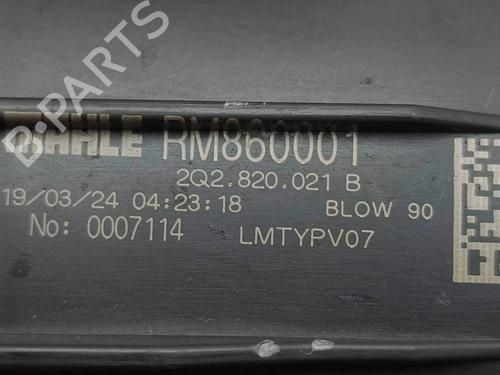 B-PARTS
MAHLE RM860001
2Q2.820.021 B
19/03/24 04:23:18 BLOW 90
No: 0007114 LMTYPV07